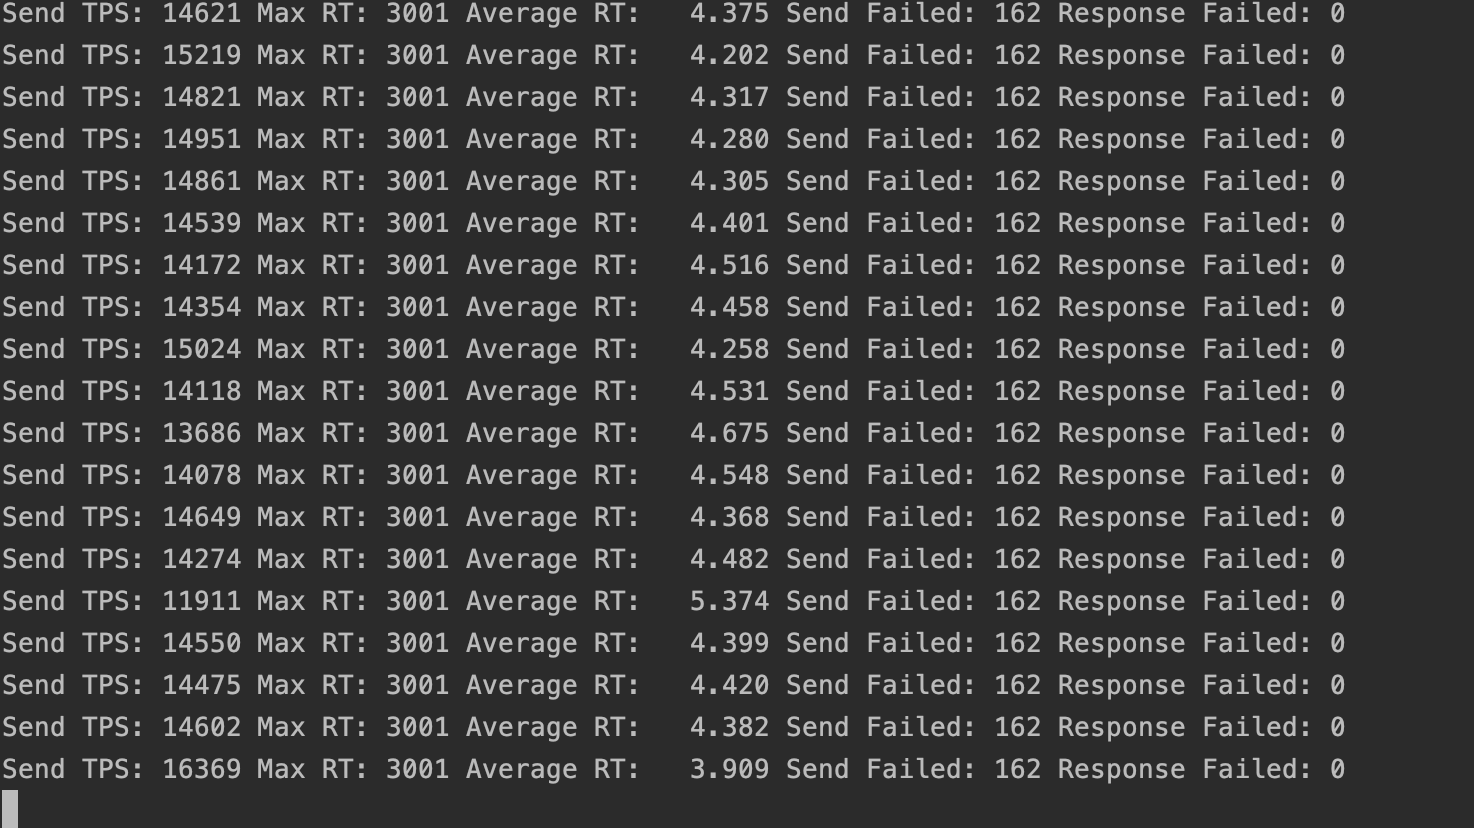 Send TPS: 14621 Max RT: 3001 Average RT:   4.375 Send Failed: 162 Response Failed: 0
Send TPS: 15219 Max RT: 3001 Average RT:   4.202 Send Failed: 162 Response Failed: 0
Send TPS: 14821 Max RT: 3001 Average RT:   4.317 Send Failed: 162 Response Failed: 0
Send TPS: 14951 Max RT: 3001 Average RT:   4.280 Send Failed: 162 Response Failed: 0
Send TPS: 14861 Max RT: 3001 Average RT:   4.305 Send Failed: 162 Response Failed: 0
Send TPS: 14539 Max RT: 3001 Average RT:   4.401 Send Failed: 162 Response Failed: 0
Send TPS: 14172 Max RT: 3001 Average RT:   4.516 Send Failed: 162 Response Failed: 0
Send TPS: 14354 Max RT: 3001 Average RT:   4.458 Send Failed: 162 Response Failed: 0
Send TPS: 15024 Max RT: 3001 Average RT:   4.258 Send Failed: 162 Response Failed: 0
Send TPS: 14118 Max RT: 3001 Average RT:   4.531 Send Failed: 162 Response Failed: 0
Send TPS: 13686 Max RT: 3001 Average RT:   4.675 Send Failed: 162 Response Failed: 0
Send TPS: 14078 Max RT: 3001 Average RT:   4.548 Send Failed: 162 Response Failed: 0
Send TPS: 14649 Max RT: 3001 Average RT:   4.368 Send Failed: 162 Response Failed: 0
Send TPS: 14274 Max RT: 3001 Average RT:   4.482 Send Failed: 162 Response Failed: 0
Send TPS: 11911 Max RT: 3001 Average RT:   5.374 Send Failed: 162 Response Failed: 0
Send TPS: 14550 Max RT: 3001 Average RT:   4.399 Send Failed: 162 Response Failed: 0
Send TPS: 14475 Max RT: 3001 Average RT:   4.420 Send Failed: 162 Response Failed: 0
Send TPS: 14602 Max RT: 3001 Average RT:   4.382 Send Failed: 162 Response Failed: 0
Send TPS: 16369 Max RT: 3001 Average RT:   3.909 Send Failed: 162 Response Failed: 0